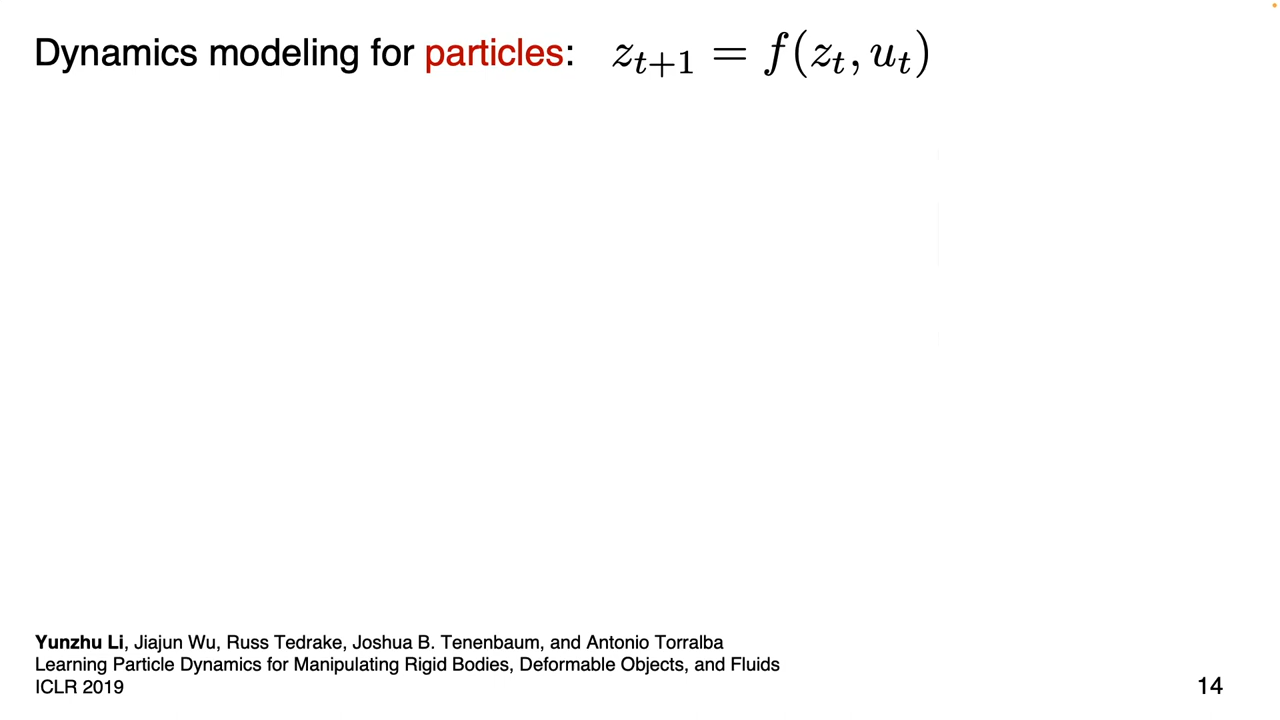 Dynamics modeling for particles: z_{t+1} = f(z_t, u_t)
Yunzhu Li, Jiajun Wu, Russ Tedrake, Joshua B. Tenenbaum, and Antonio Torralba
Learning Particle Dynamics for Manipulating Rigid Bodies, Deformable Objects, and Fluids
ICLR 2019
14